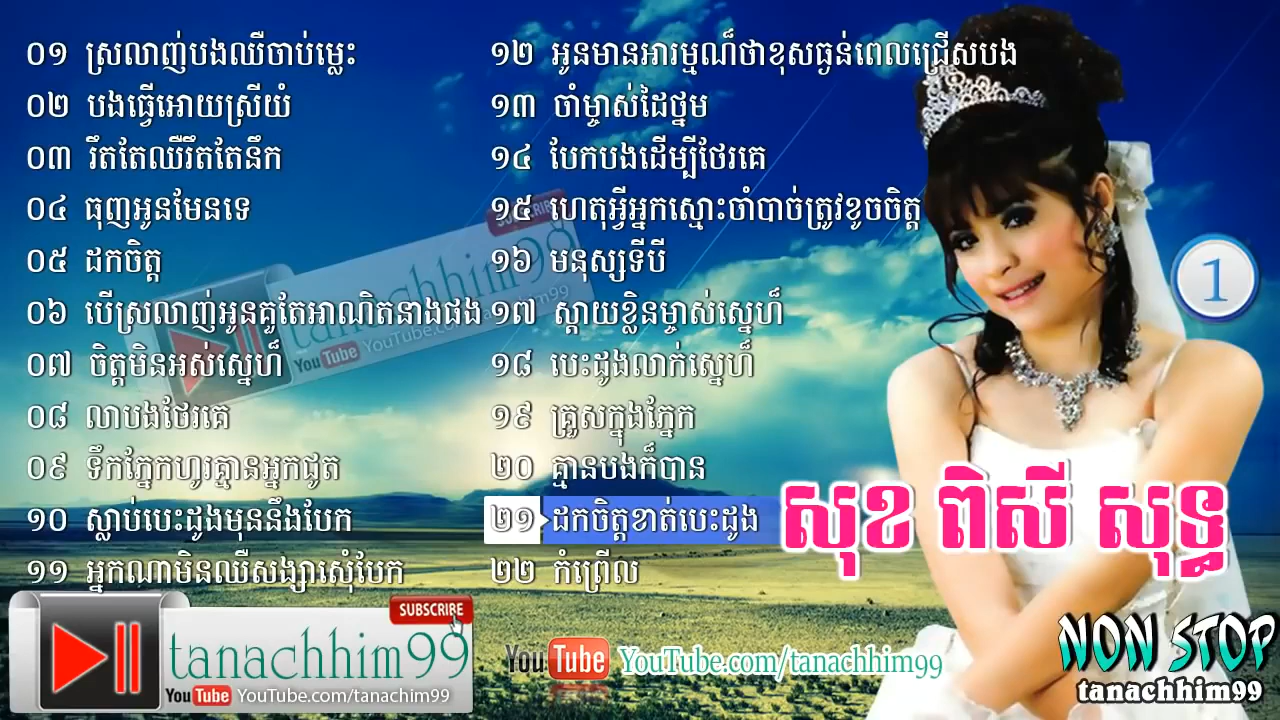 ០១ ស្រលាញ់បងឈឺចាប់ម្លេះ
០២ បងធ្វើអោយស្រីយំ
០៣ រឹតតែឈឺរឹតតែនឹក
០៤ ធុញអូនមែនទេ
០៥ ដកចិត្ត
០៦ បើស្រលាញ់អូនគួតែអាណិតនាងផង
០៧ ចិត្តមិនអស់ស្នេហ៏
០៨ លាបងថែរគេ
០៩ ទឹកភ្នែកហូរគ្មានអ្នកជូត
១០ ស្លាប់បេះដូងមុននឹងបែក
១១ អ្នកណាមិនឈឺសង្សារសុំបែក
១២ អូនមានអារម្មណ៏ថាខុសធ្ងន់ពេលជ្រើសបង
១៣ ចាំម្ចាស់ដៃថ្នម
១៤ បែកបងដើម្បីថែរគេ
១៥ ហេតុអ្វីអ្នកស្មោះចាំបាច់ត្រូវខូចចិត្ត
១៦ មនុស្សទីបី
១៧ ស្ដាយខ្លិនម្ចាស់ស្នេហ៏
១៨ បេះដូងលាក់ស្នេហ៏
១៩ គ្រួសក្នុងភ្នែក
២០ គ្មានបងក៏បាន
២១ ដកចិត្តខាត់បេះដូង
២២ កំព្រើល
1
សុខ ពិសី សុទ្ធ
SUBSCRIBE
tanachhim99
YouTube YouTube.com/tanachim99
SUBSCRIBE
tanachhim99
YouTube YouTube.com/tanachim99
YouTube YouTube.com/tanachhim99
NON STOP
tanachhim99